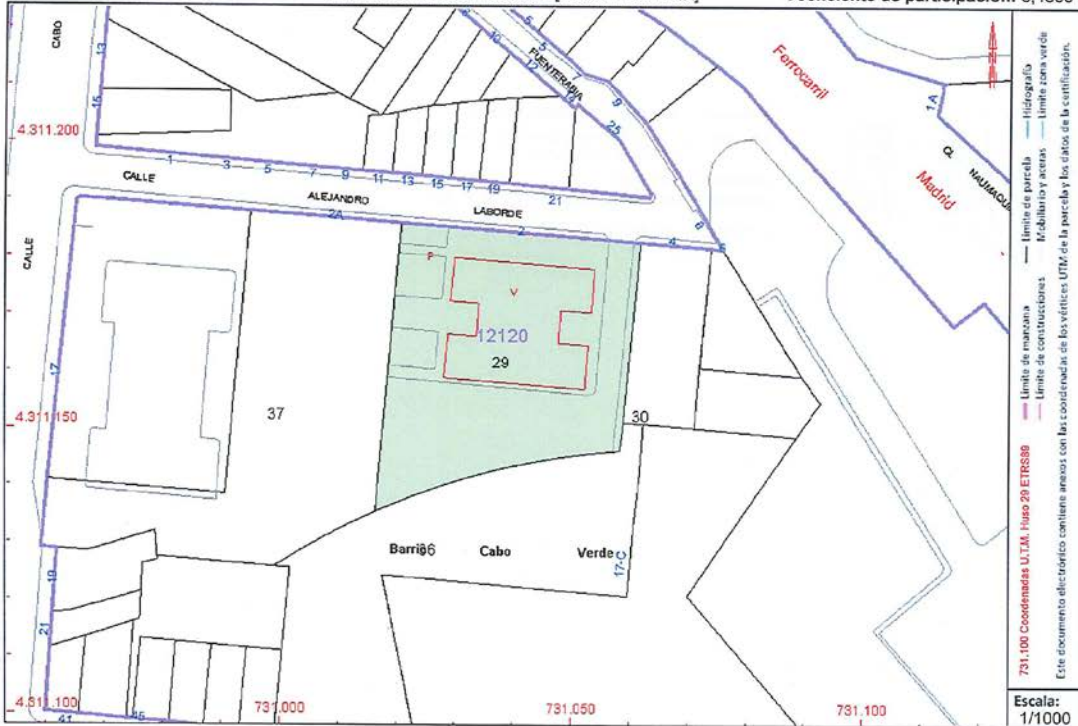 CABO
13
15
4.311.200
CALLE
1
3
5
7
9
11
13
15
17
19
21
ALEJANDRO
LABORDE
2A
2
4
6
8
10
12
14
FUENTERABIA
5
7
9
25
8
Ferrocarril
Madrid
1 A
CL
CALLE
17
P
V
12120
29
37
30
4.311.150
Cabo
Verde
17-C
19
21
4.311.100
41
45
731.000
731.050
731.100
Límite de manzana
Límite de parcela
Hidrografía
Límite de construcciones
Mobiliario y aceras
Límite zona verde
731.100 Coordenadas U.T.M. Huso 29 ETRS89
Este documento electrónico contiene anexos con las coordenadas de los vértices UTM de la parcela y los datos de la certificación.
Escala:
1/1000